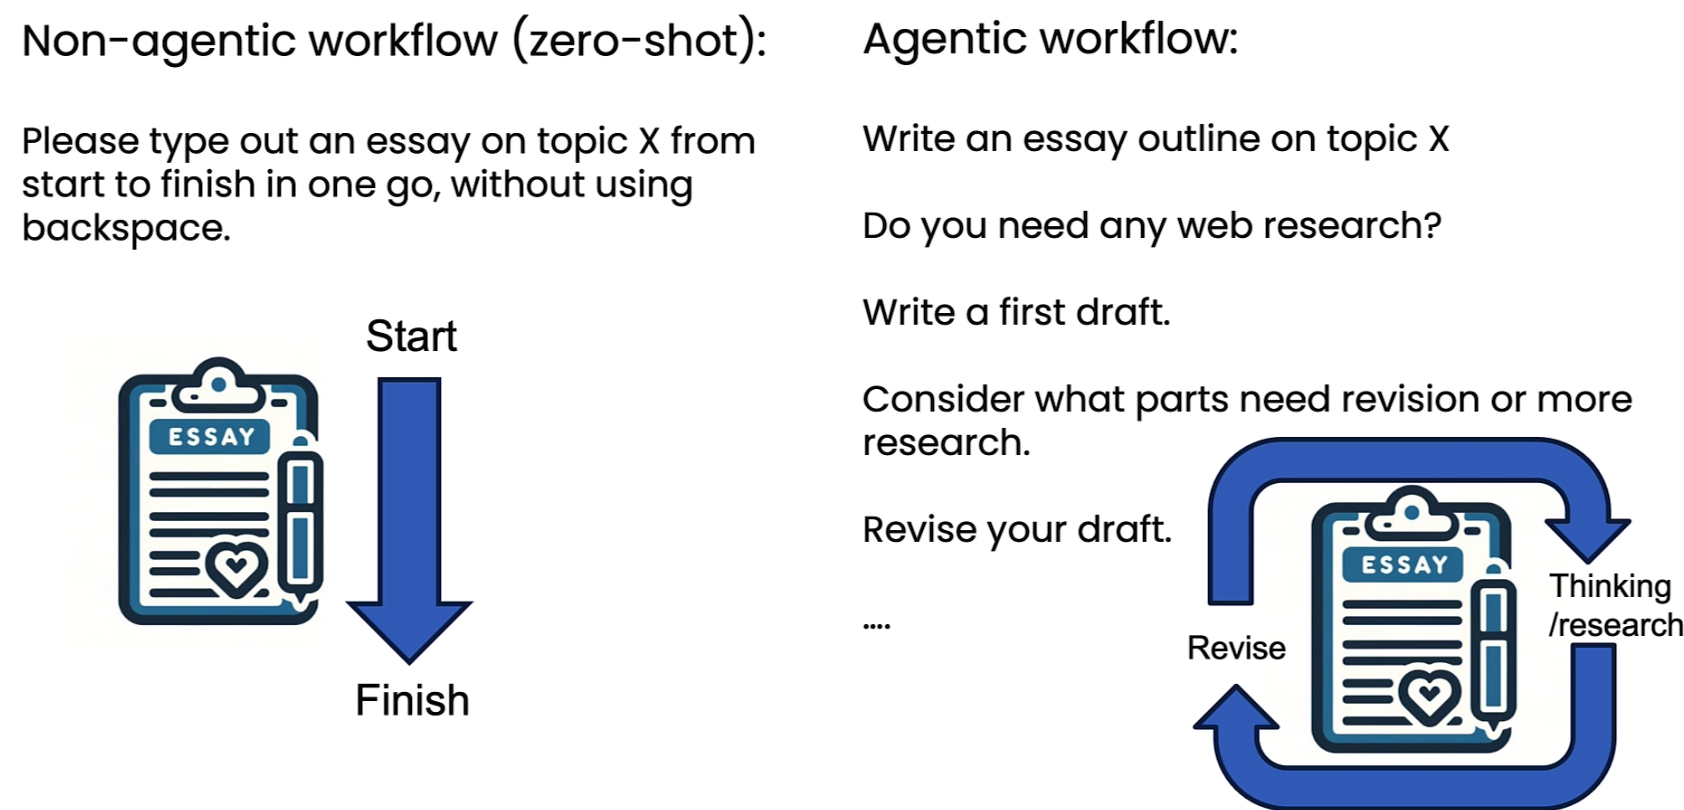 Non-agentic workflow (zero-shot):
Please type out an essay on topic X from
start to finish in one go, without using
backspace.
Start
ESSAY
Finish
Agentic workflow:
Write an essay outline on topic X
Do you need any web research?
Write a first draft.
Consider what parts need revision or more
research.
Revise your draft.
....
ESSAY
Thinking
/research
Revise